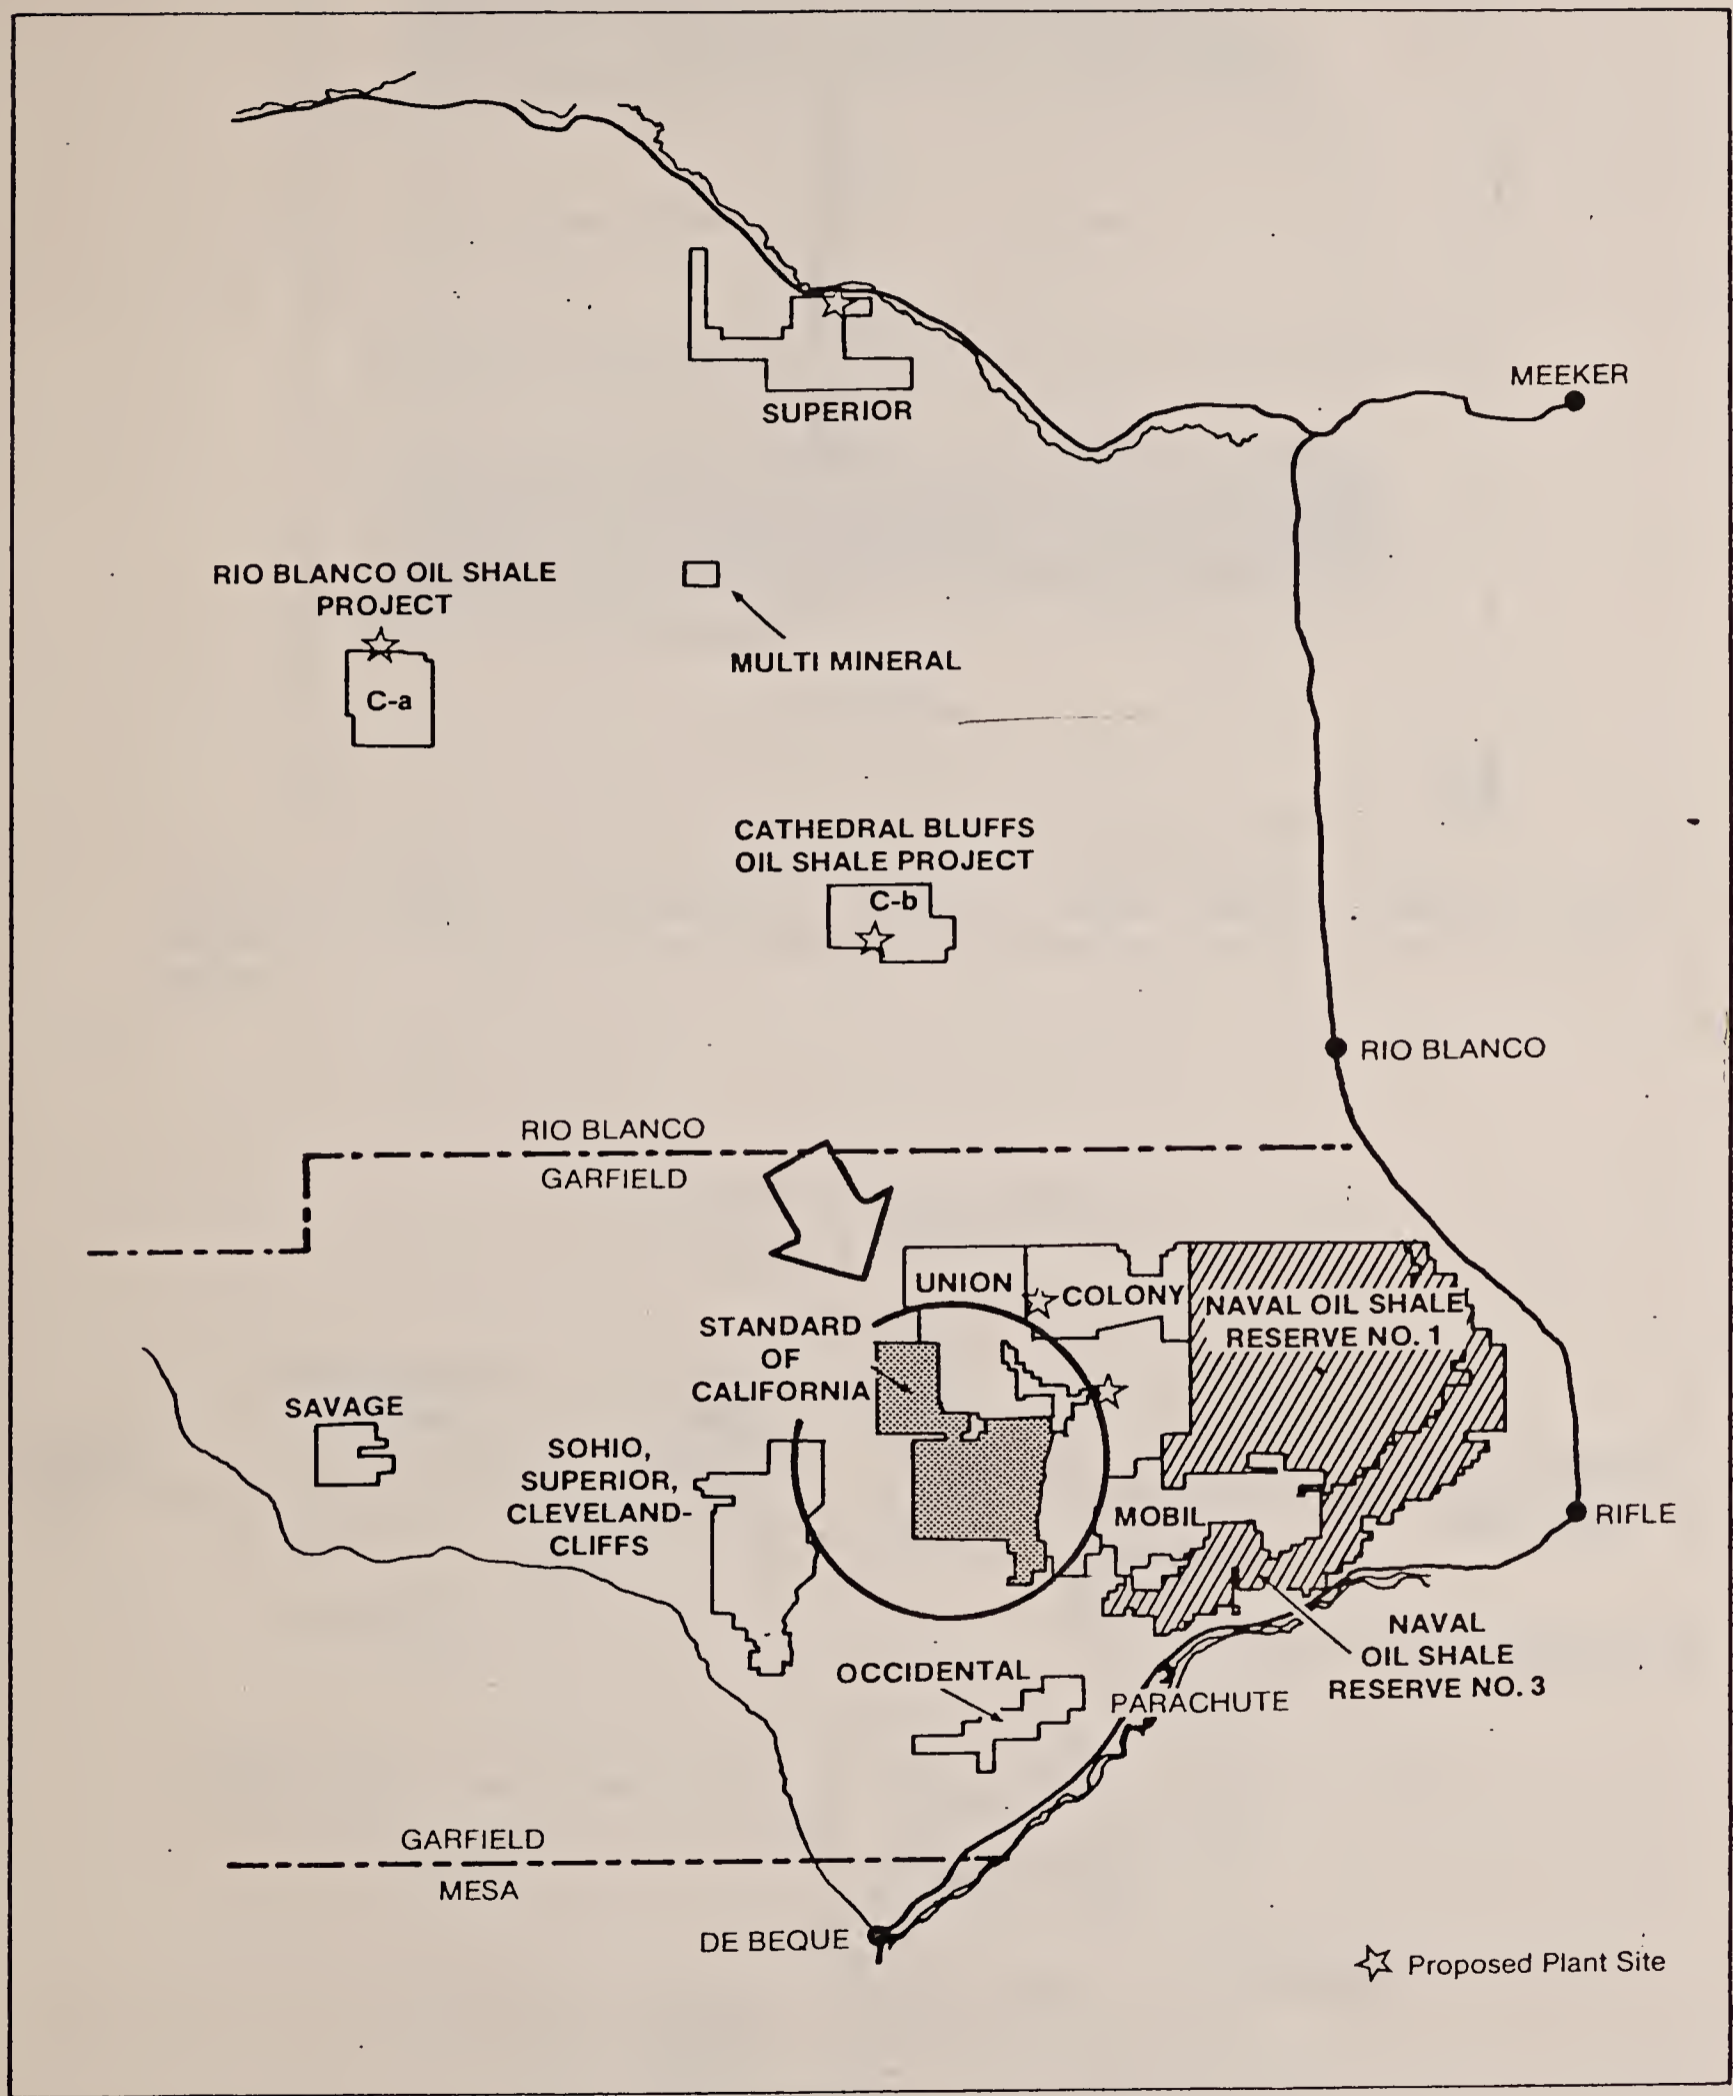 MEEKER
SUPERIOR
RIO BLANCO OIL SHALE
PROJECT
C-a
MULTI MINERAL
CATHEDRAL BLUFFS
OIL SHALE PROJECT
C-b
RIO BLANCO
RIO BLANCO
GARFIELD
UNION
COLONY
NAVAL OIL SHALE
RESERVE NO. 1
STANDARD
OF
CALIFORNIA
SAVAGE
SOHIO,
SUPERIOR,
CLEVELAND-
CLIFFS
MOBIL
RIFLE
NAVAL
OIL SHALE
RESERVE NO. 3
OCCIDENTAL
PARACHUTE
GARFIELD
MESA
DE BEQUE
Proposed Plant Site